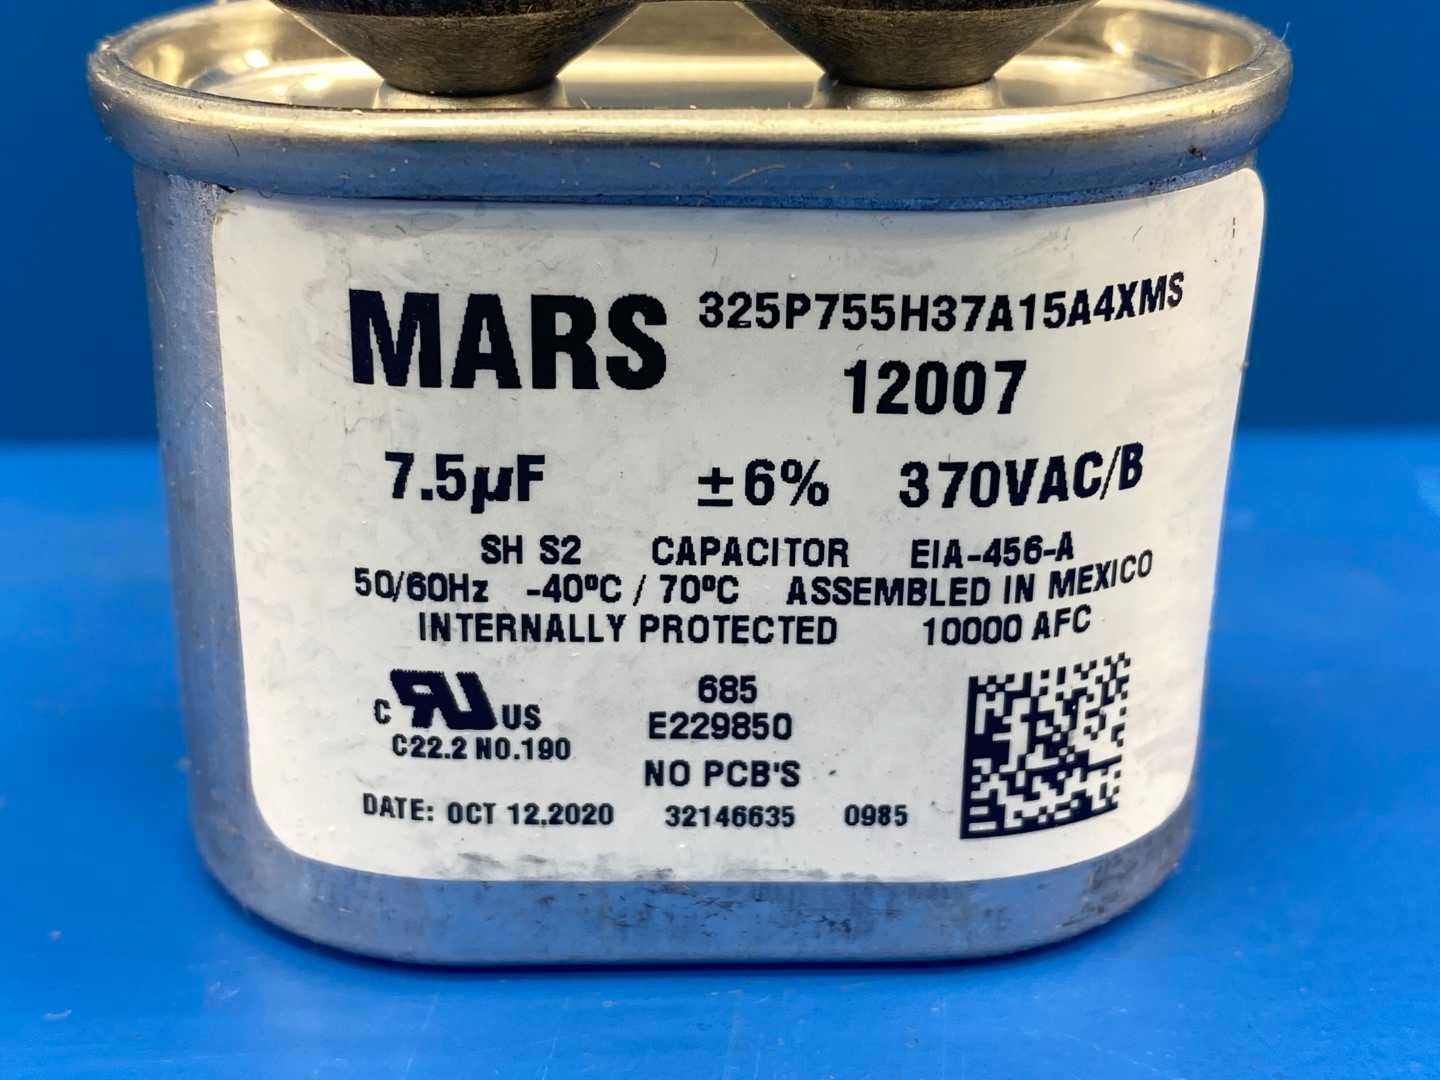 MARS 325P755H37A15A4XMS
12007
7.5µF ±6% 370VAC/B
SH S2 CAPACITOR EIA-456-A
50/60Hz -40ºC / 70ºC ASSEMBLED IN MEXICO
INTERNALLY PROTECTED 10000 AFC
C RU US 685
E229850
C22.2 NO.190
NO PCB'S
DATE: OCT 12,2020 32146635 0985